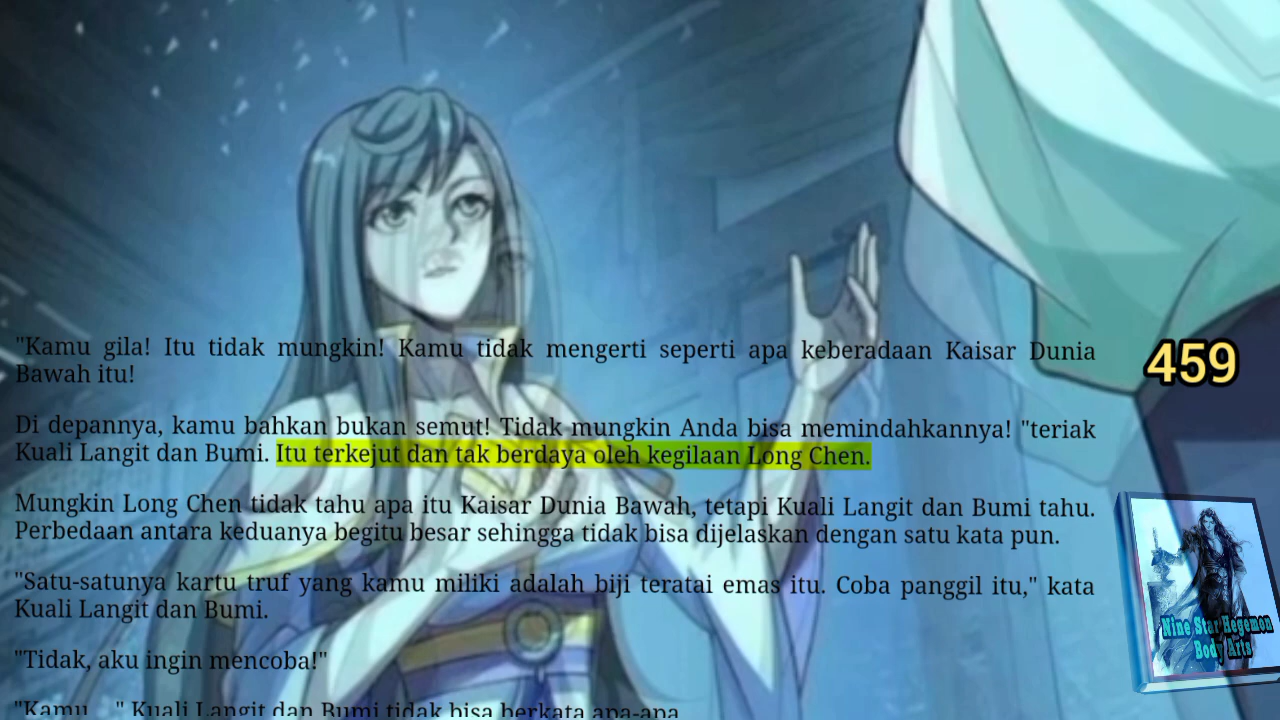 "Kamu gila! Itu tidak mungkin! Kamu tidak mengerti seperti apa keberadaan Kaisar Dunia
Bawah itu!
Di depannya, kamu bahkan bukan semut! Tidak mungkin Anda bisa memindahkannya! "teriak
Kuali Langit dan Bumi. Itu terkejut dan tak berdaya oleh kegilaan Long Chen.
Mungkin Long Chen tidak tahu apa itu Kaisar Dunia Bawah, tetapi Kuali Langit dan Bumi tahu.
Perbedaan antara keduanya begitu besar sehingga tidak bisa dijelaskan dengan satu kata pun.
"Satu-satunya kartu truf yang kamu miliki adalah biji teratai emas itu. Coba panggil itu," kata
Kuali Langit dan Bumi.
"Tidak, aku ingin mencoba!"
"Kamu ... " Kuali Langit dan Bumi tidak bisa berkata apa-apa.
459
Nine Star Hegemon
Body Arts